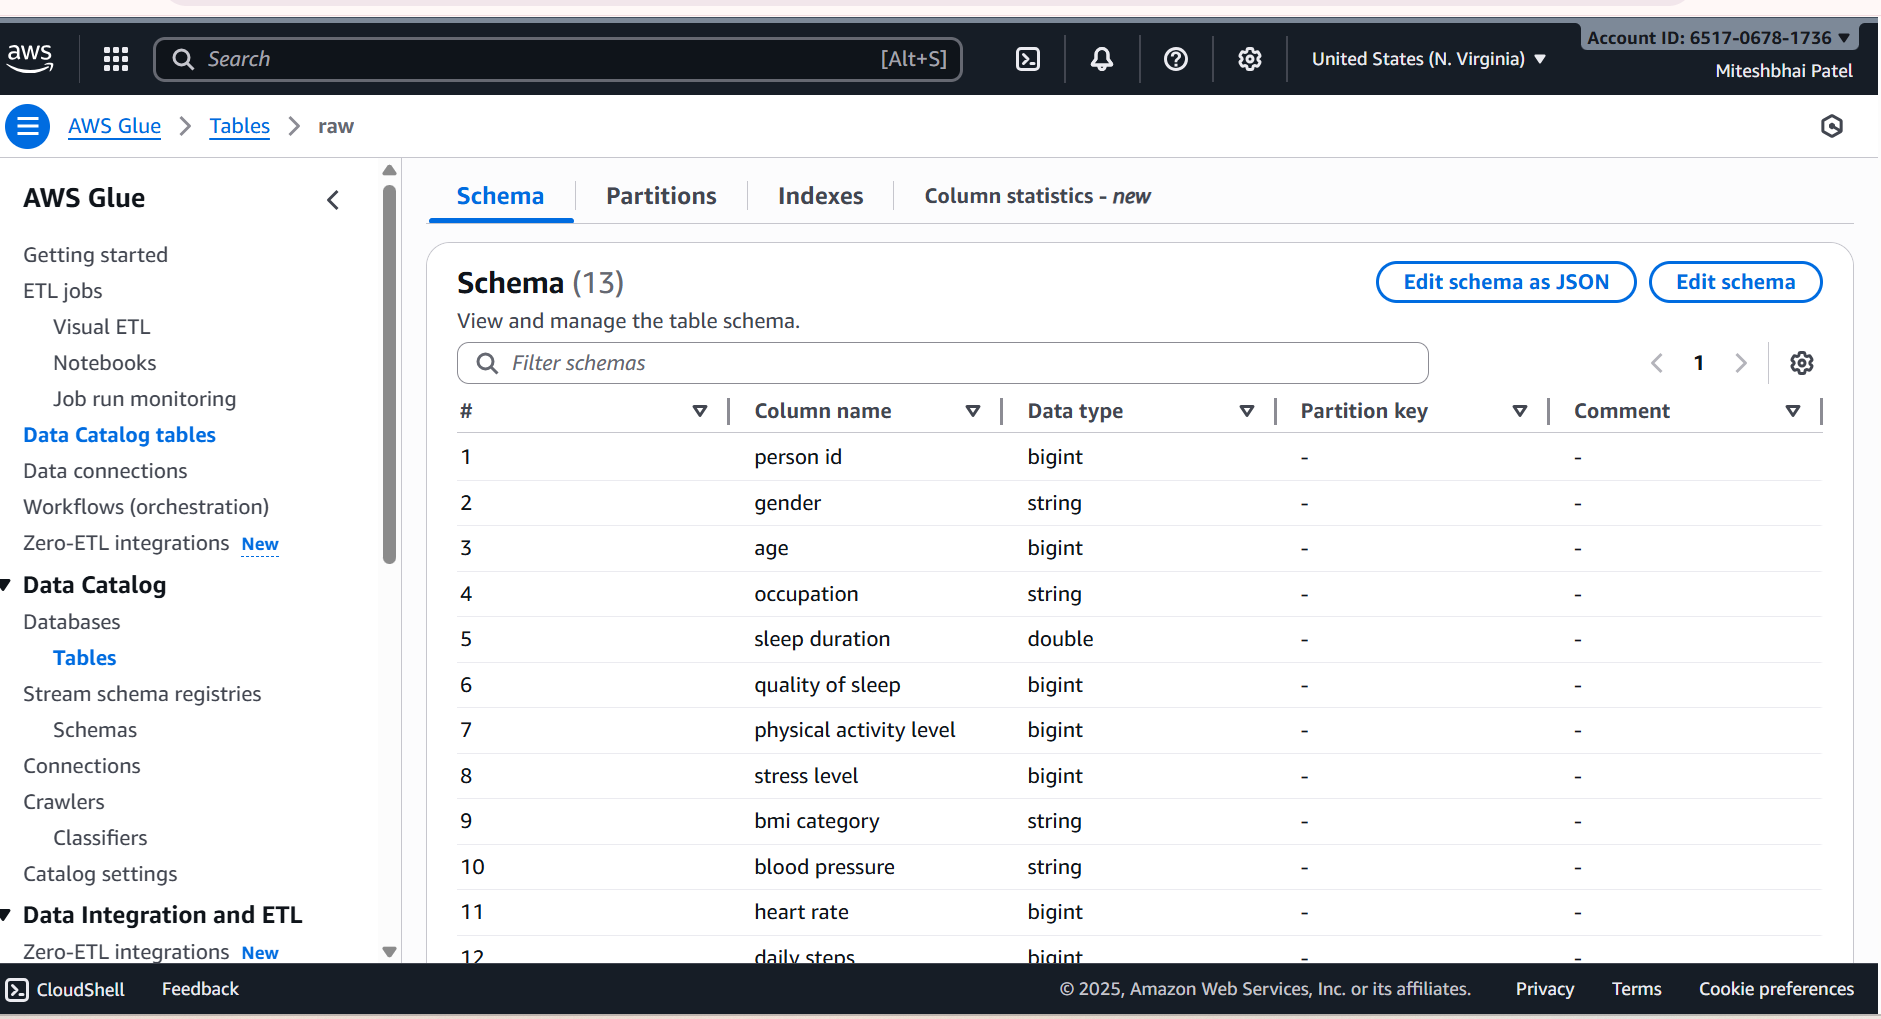 aws
Search
[Alt+S]
United States (N. Virginia)
Account ID: 6517-0678-1736
Miteshbhai Patel
AWS Glue
Tables
raw
AWS Glue
Getting started
ETL jobs
Visual ETL
Notebooks
Job run monitoring
Data Catalog tables
Data connections
Workflows (orchestration)
Zero-ETL integrations New
Data Catalog
Databases
Tables
Stream schema registries
Schemas
Connections
Crawlers
Classifiers
Catalog settings
Data Integration and ETL
Zero-ETL integrations New
Schema
Partitions
Indexes
Column statistics - new
Schema (13)
View and manage the table schema.
Edit schema as JSON
Edit schema
Filter schemas
1
# Column name Data type Partition key Comment
1 person id bigint - -
2 gender string - -
3 age bigint - -
4 occupation string - -
5 sleep duration double - -
6 quality of sleep bigint - -
7 physical activity level bigint - -
8 stress level bigint - -
9 bmi category string - -
10 blood pressure string - -
11 heart rate bigint - -
12 daily steps bigint - -
CloudShell
Feedback
© 2025, Amazon Web Services, Inc. or its affiliates.
Privacy
Terms
Cookie preferences